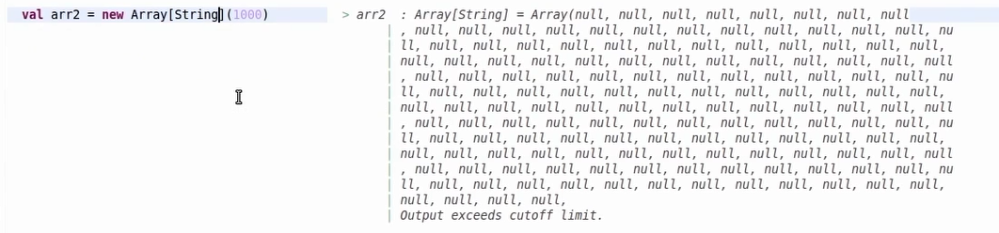 val arr2 = new Array[String](1000) > arr2  : Array[String] = Array(null, null, null, null, null, null, null, null
| , null, null, null, null, null, null, null, null, null, null, null, null, nu
| ll, null, null, null, null, null, null, null, null, null, null, null, null,
| null, null, null, null, null, null, null, null, null, null, null, null, null
| , null, null, null, null, null, null, null, null, null, null, null, null, nu
| ll, null, null, null, null, null, null, null, null, null, null, null, null,
| null, null, null, null, null, null, null, null, null, null, null, null, null
| , null, null, null, null, null, null, null, null, null, null, null, null, nu
| ll, null, null, null, null, null, null, null, null, null, null, null, null,
| null, null, null, null, null, null, null, null, null, null, null, null, null
| , null, null, null, null, null, null, null, null, null, null, null, null, nu
| ll, null, null, null, null, null, null, null, null, null, null, null, null,
| null, null, null, null,
| Output exceeds cutoff limit.